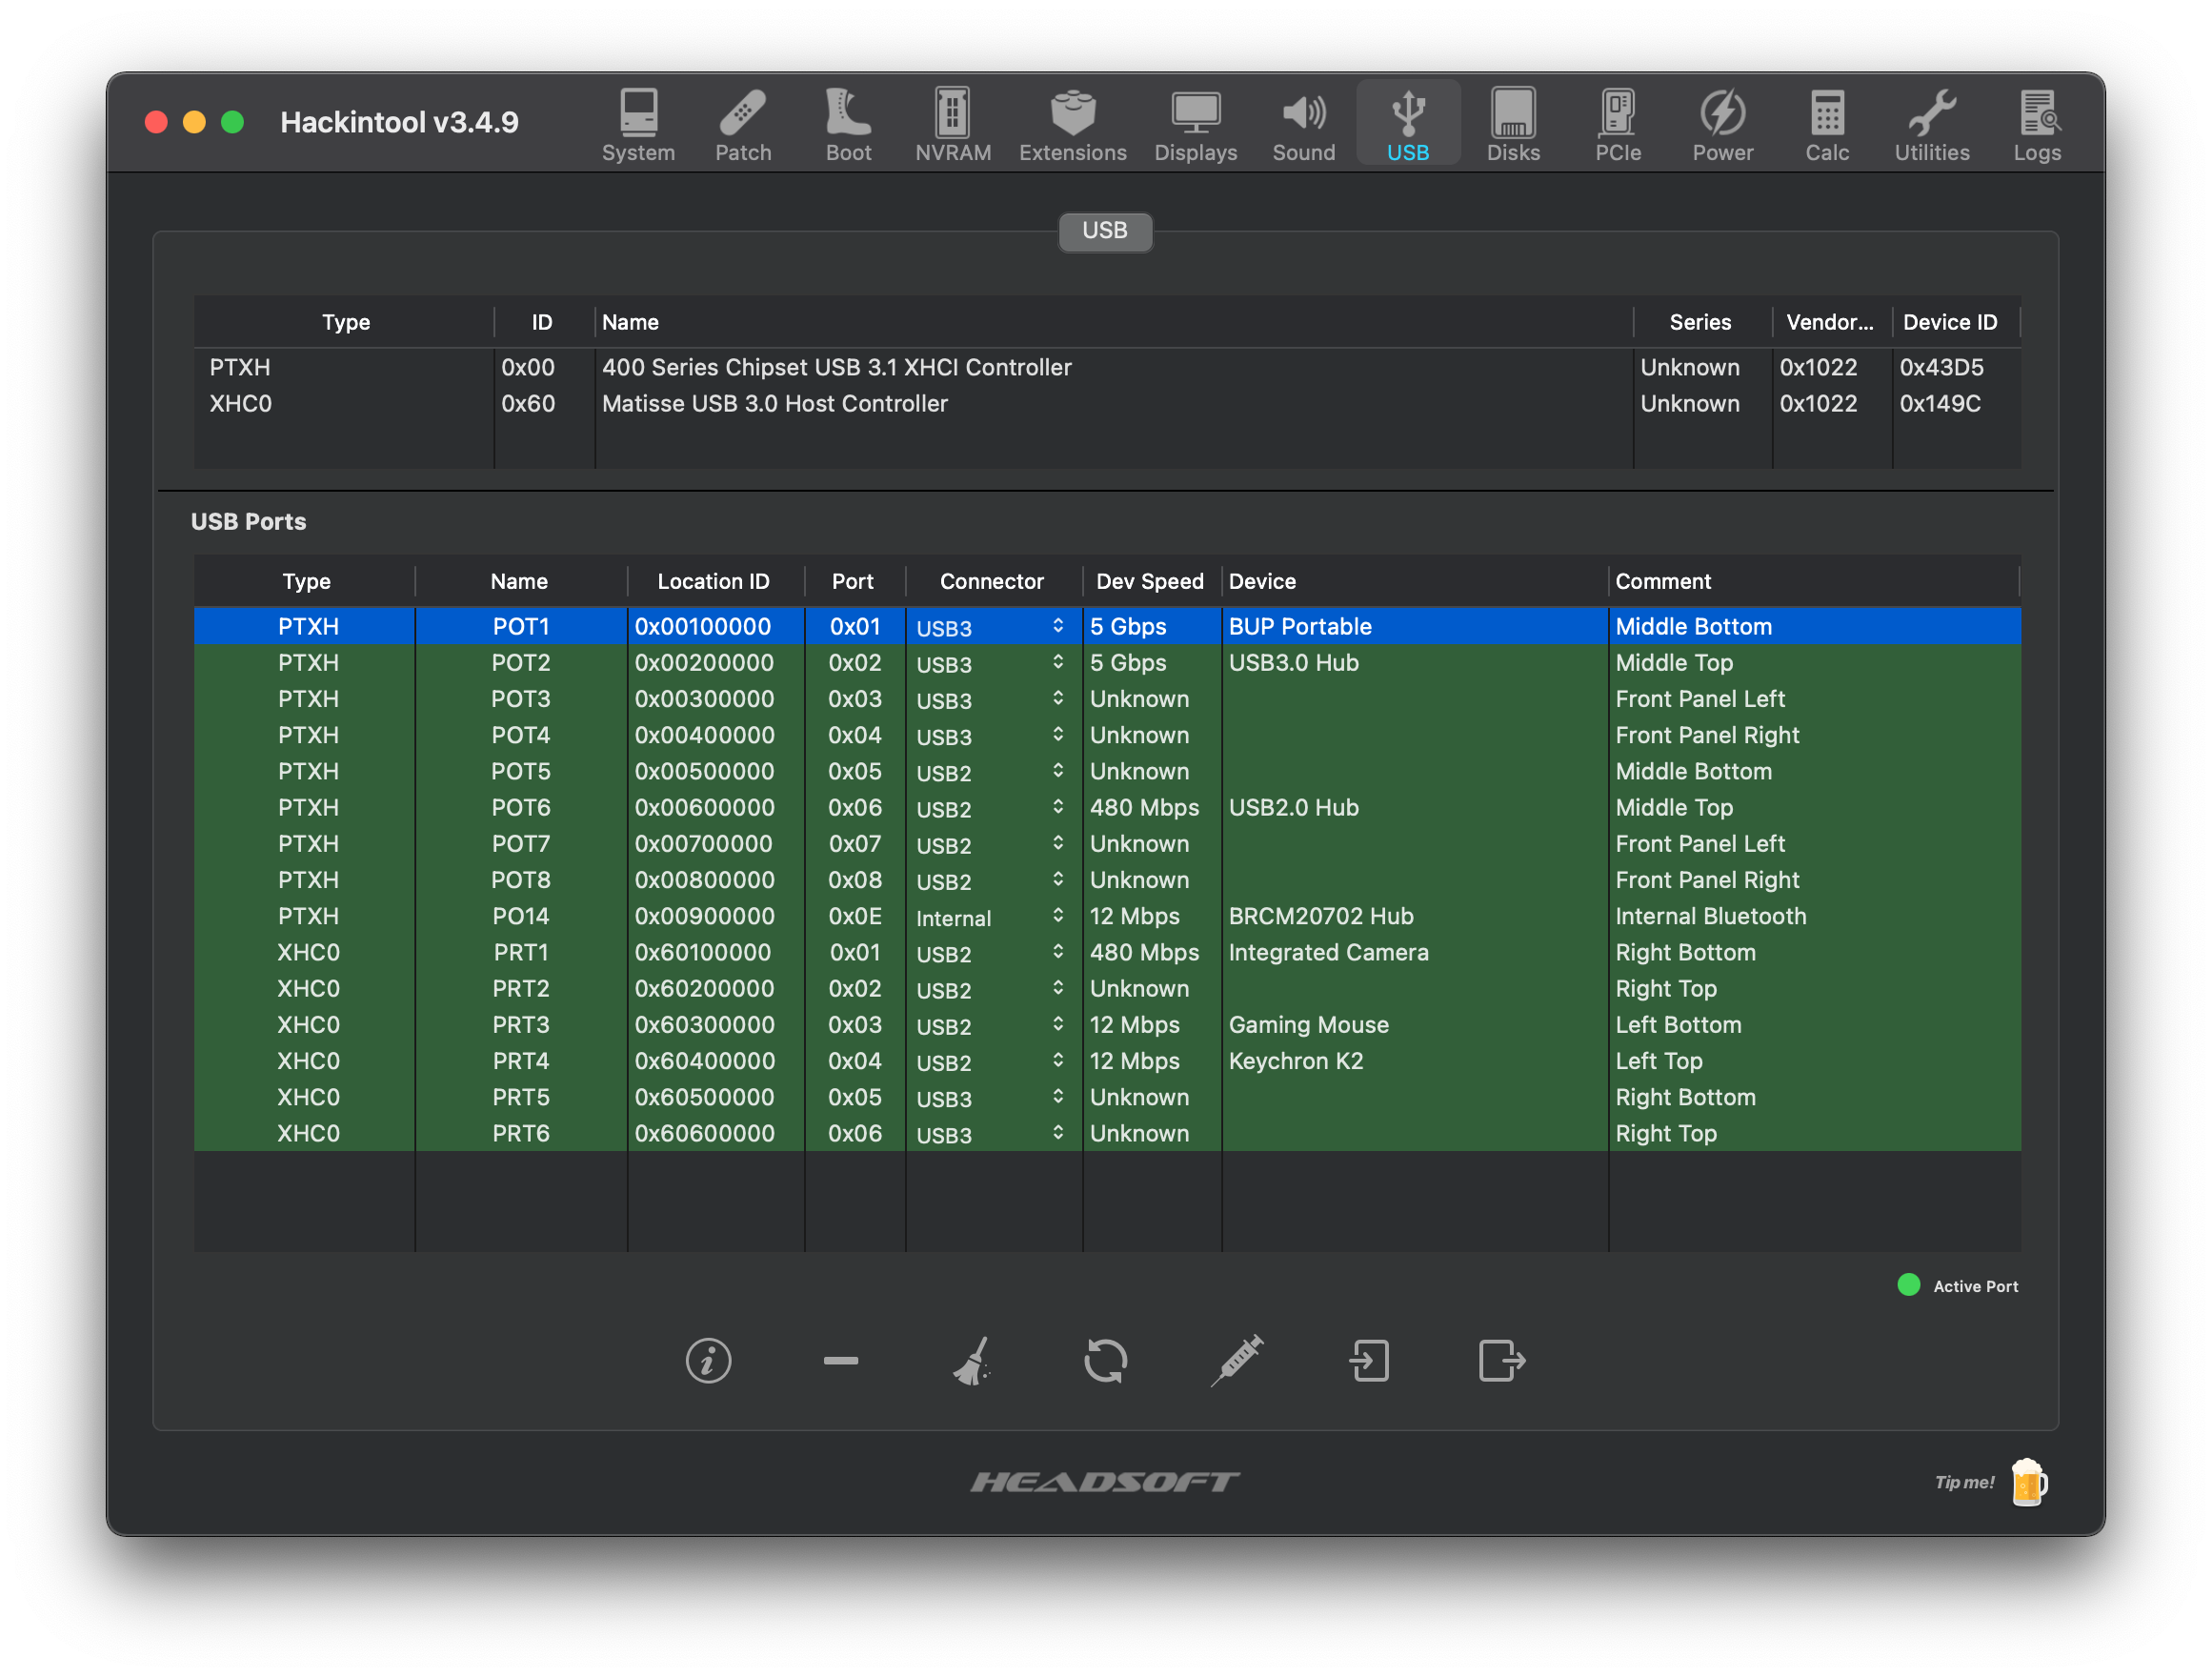 Hackintool v3.4.9
System Patch Boot NVRAM Extensions Displays Sound USB Disks PCIe Power Calc Utilities Logs
USB
Type ID Name Series Vendor... Device ID
PTXH 0x00 400 Series Chipset USB 3.1 XHCI Controller Unknown 0x1022 0x43D5
XHC0 0x60 Matisse USB 3.0 Host Controller Unknown 0x1022 0x149C
USB Ports
Type Name Location ID Port Connector Dev Speed Device Comment
PTXH POT1 0x00100000 0x01 USB3 5 Gbps BUP Portable Middle Bottom
PTXH POT2 0x00200000 0x02 USB3 5 Gbps USB3.0 Hub Middle Top
PTXH POT3 0x00300000 0x03 USB3 Unknown Front Panel Left
PTXH POT4 0x00400000 0x04 USB3 Unknown Front Panel Right
PTXH POT5 0x00500000 0x05 USB2 Unknown Middle Bottom
PTXH POT6 0x00600000 0x06 USB2 480 Mbps USB2.0 Hub Middle Top
PTXH POT7 0x00700000 0x07 USB2 Unknown Front Panel Left
PTXH POT8 0x00800000 0x08 USB2 Unknown Front Panel Right
PTXH PO14 0x00900000 0x0E Internal 12 Mbps BRCM20702 Hub Internal Bluetooth
XHC0 PRT1 0x60100000 0x01 USB2 480 Mbps Integrated Camera Right Bottom
XHC0 PRT2 0x60200000 0x02 USB2 Unknown Right Top
XHC0 PRT3 0x60300000 0x03 USB2 12 Mbps Gaming Mouse Left Bottom
XHC0 PRT4 0x60400000 0x04 USB2 12 Mbps Keychron K2 Left Top
XHC0 PRT5 0x60500000 0x05 USB3 Unknown Right Bottom
XHC0 PRT6 0x60600000 0x06 USB3 Unknown Right Top
Active Port
HEADSOFT
Tip me!